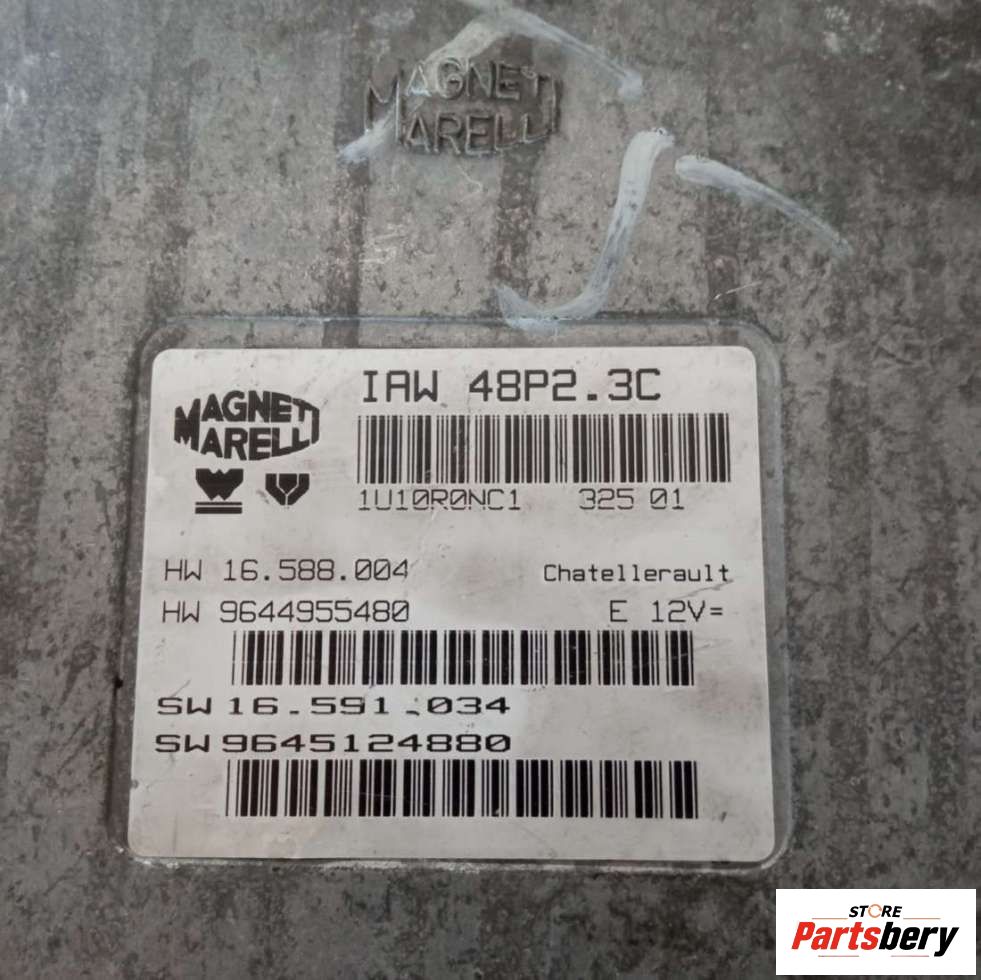 MAGNETI
MARELLI
IAW 48P2.3C
MAGNETI
MARELLI
1U10R0NC1 325 01
HW 16.588.004 Chatellerault
HW 9644955480 E 12V=
SW 16.591.034
SW 9645124880
STORE
Partsbery